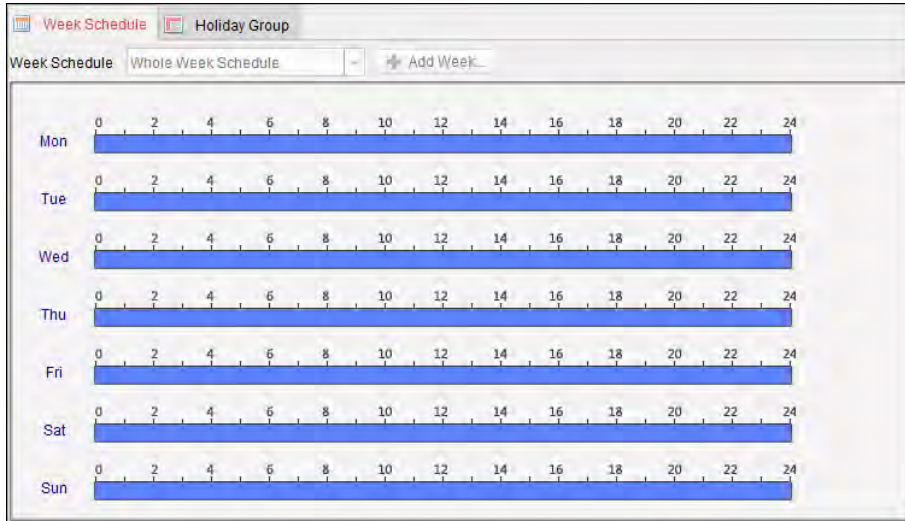 Week Schedule Holiday Group
Week Schedule Whole Week Schedule Add Week...
0 2 4 6 8 10 12 14 16 18 20 22 24
Mon
0 2 4 6 8 10 12 14 16 18 20 22 24
Tue
0 2 4 6 8 10 12 14 16 18 20 22 24
Wed
0 2 4 6 8 10 12 14 16 18 20 22 24
Thu
0 2 4 6 8 10 12 14 16 18 20 22 24
Fri
0 2 4 6 8 10 12 14 16 18 20 22 24
Sat
0 2 4 6 8 10 12 14 16 18 20 22 24
Sun